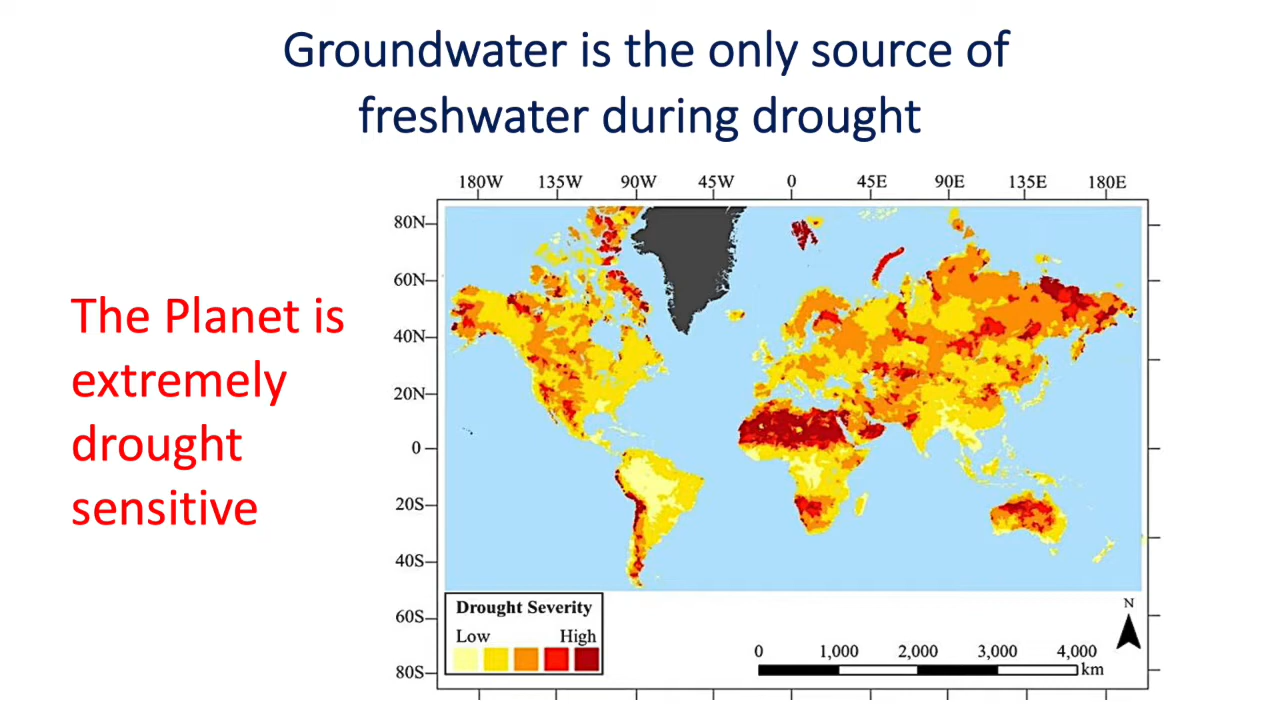 Groundwater is the only source of
freshwater during drought
The Planet is
extremely
drought
sensitive
180W 135W 90W 45W 0 45E 90E 135E 180E
80N
60N
40N
20N
0
20S
40S
60S
80S
Drought Severity
Low High
N
0 1,000 2,000 3,000 4,000
km